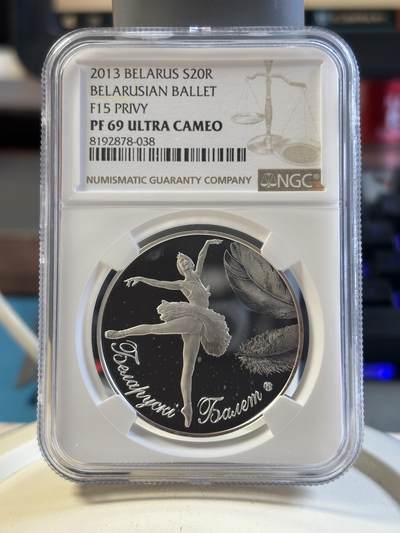 2013 BELARUS S20R
BELARUSIAN BALLET
F15 PRIVY
PF 69 ULTRA CAMEO
8192878-038
NUMISMATIC GUARANTY COMPANY
NGC
Беларускі Балет